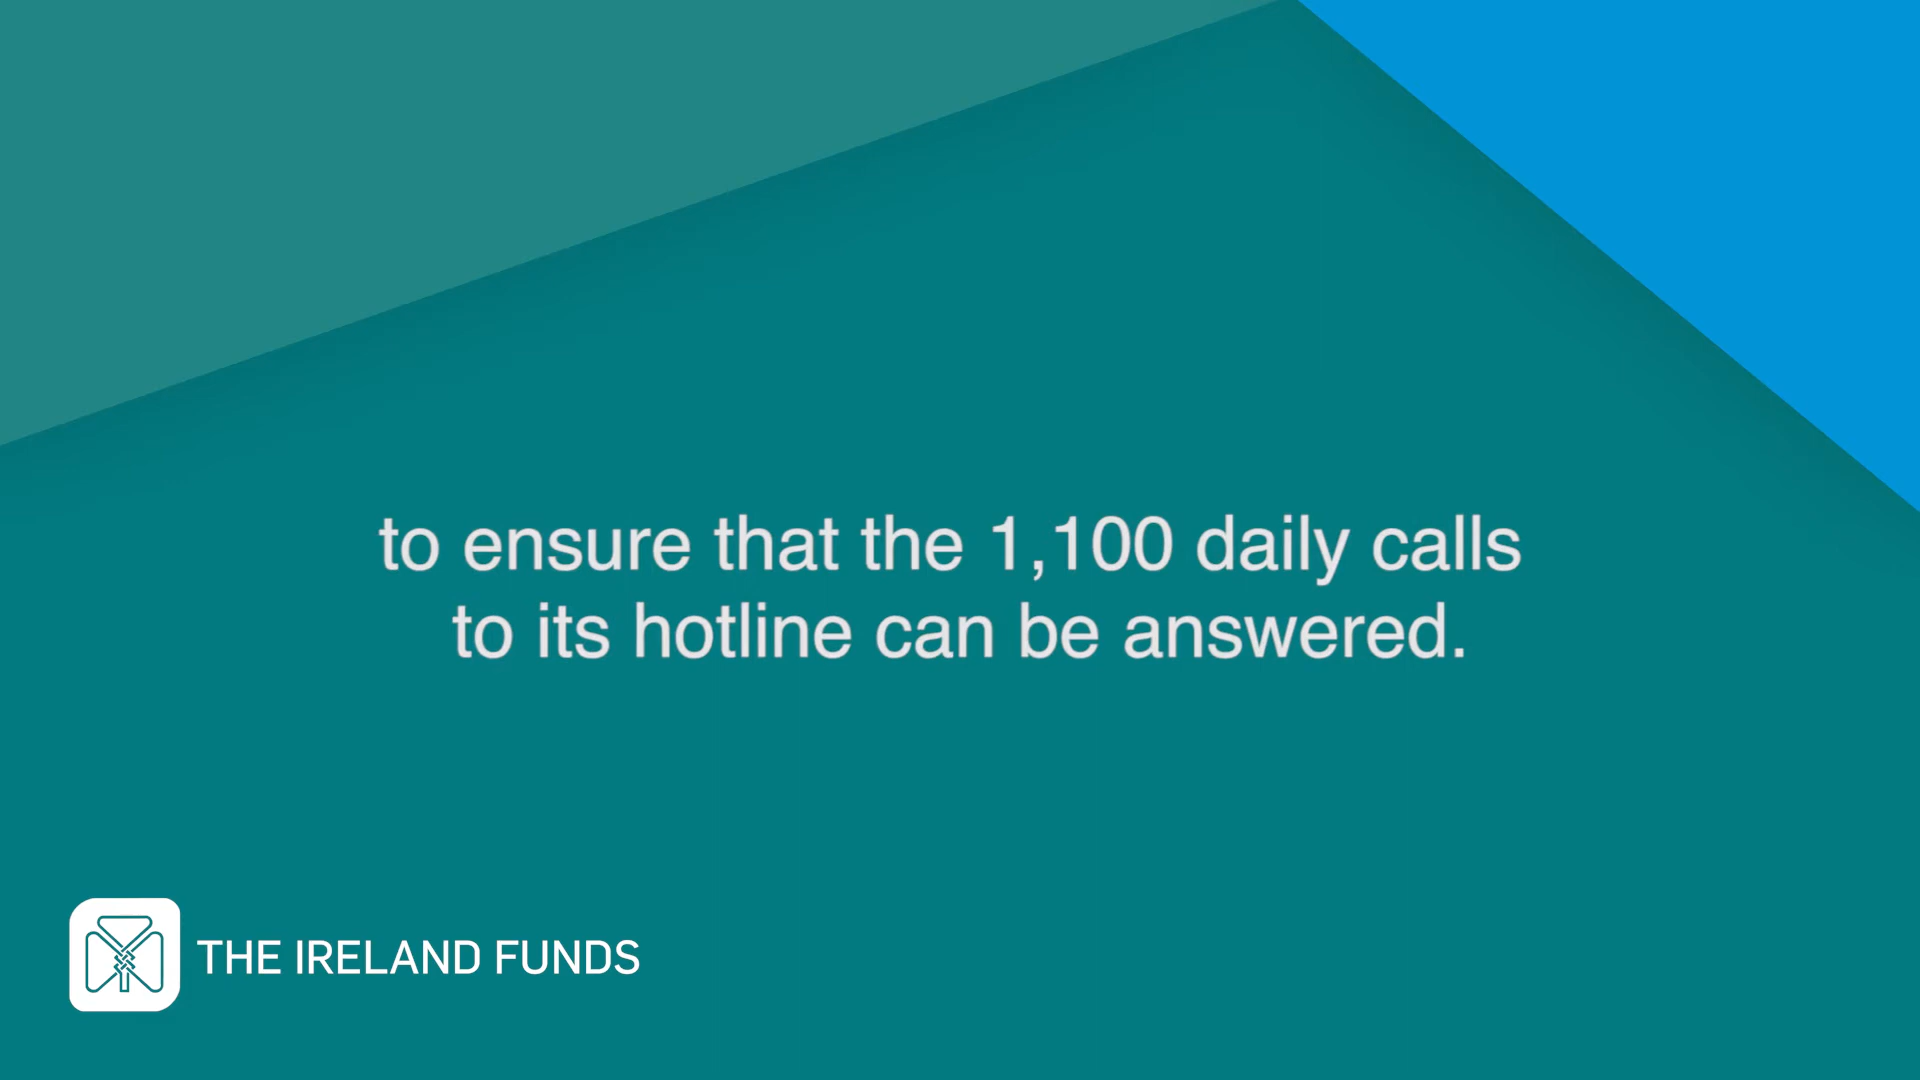 to ensure that the 1,100 daily calls
to its hotline can be answered.
THE IRELAND FUNDS